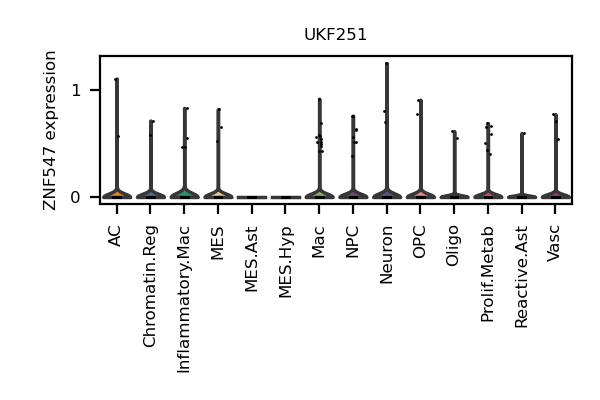 UKF251
ZNF547 expression
1
0
AC
Chromatin.Reg
Inflammatory.Mac
MES
MES.Ast
MES.Hyp
Mac
NPC
Neuron
OPC
Oligo
Prolif.Metab
Reactive.Ast
Vasc